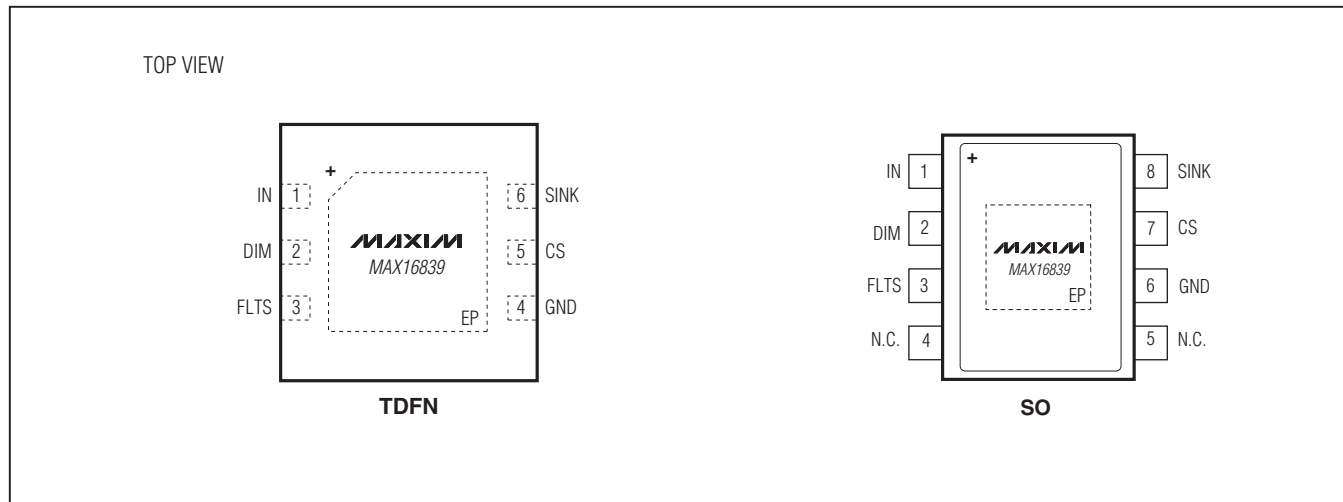 TOP VIEW
+
IN 1
DIM 2
FLTS 3
6 SINK
5 CS
4 GND
MAXIM
MAX16839
EP
TDFN
+
IN 1
DIM 2
FLTS 3
N.C. 4
8 SINK
7 CS
6 GND
5 N.C.
MAXIM
MAX16839
EP
SO